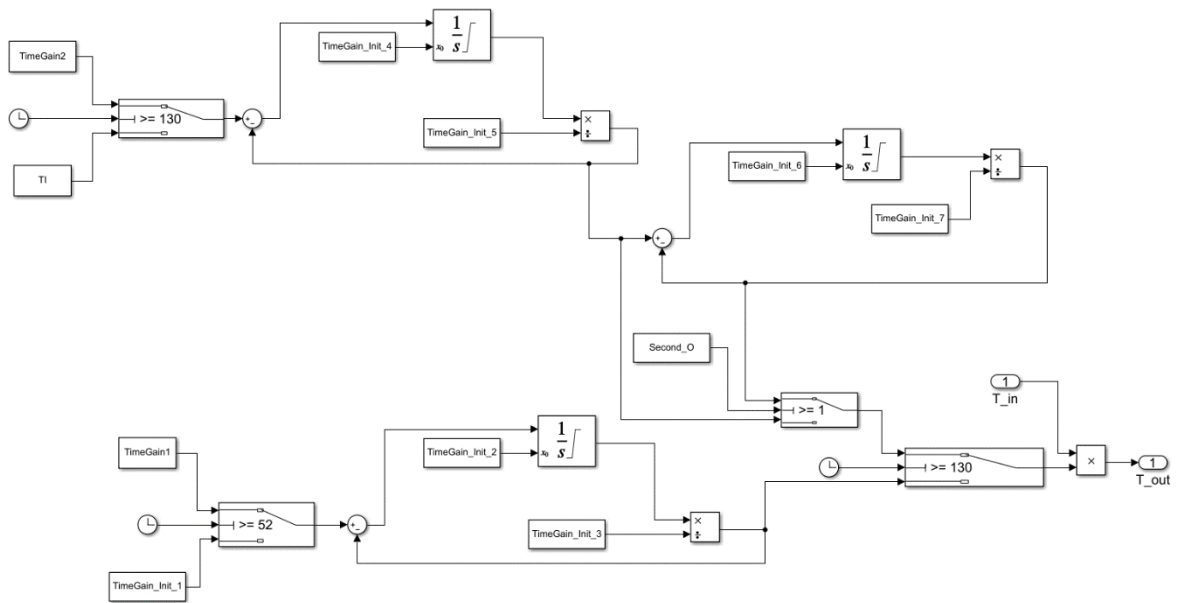 TimeGain2
>= 130
TI
TimeGain_Init_4
x₀
1
s
TimeGain_Init_5
×
÷
+
−
TimeGain_Init_6
x₀
1
s
×
÷
TimeGain_Init_7
+
−
Second_O
>= 1
1
T_in
>= 130
×
1
T_out
TimeGain1
>= 52
TimeGain_Init_1
+
−
TimeGain_Init_2
x₀
1
s
TimeGain_Init_3
×
÷